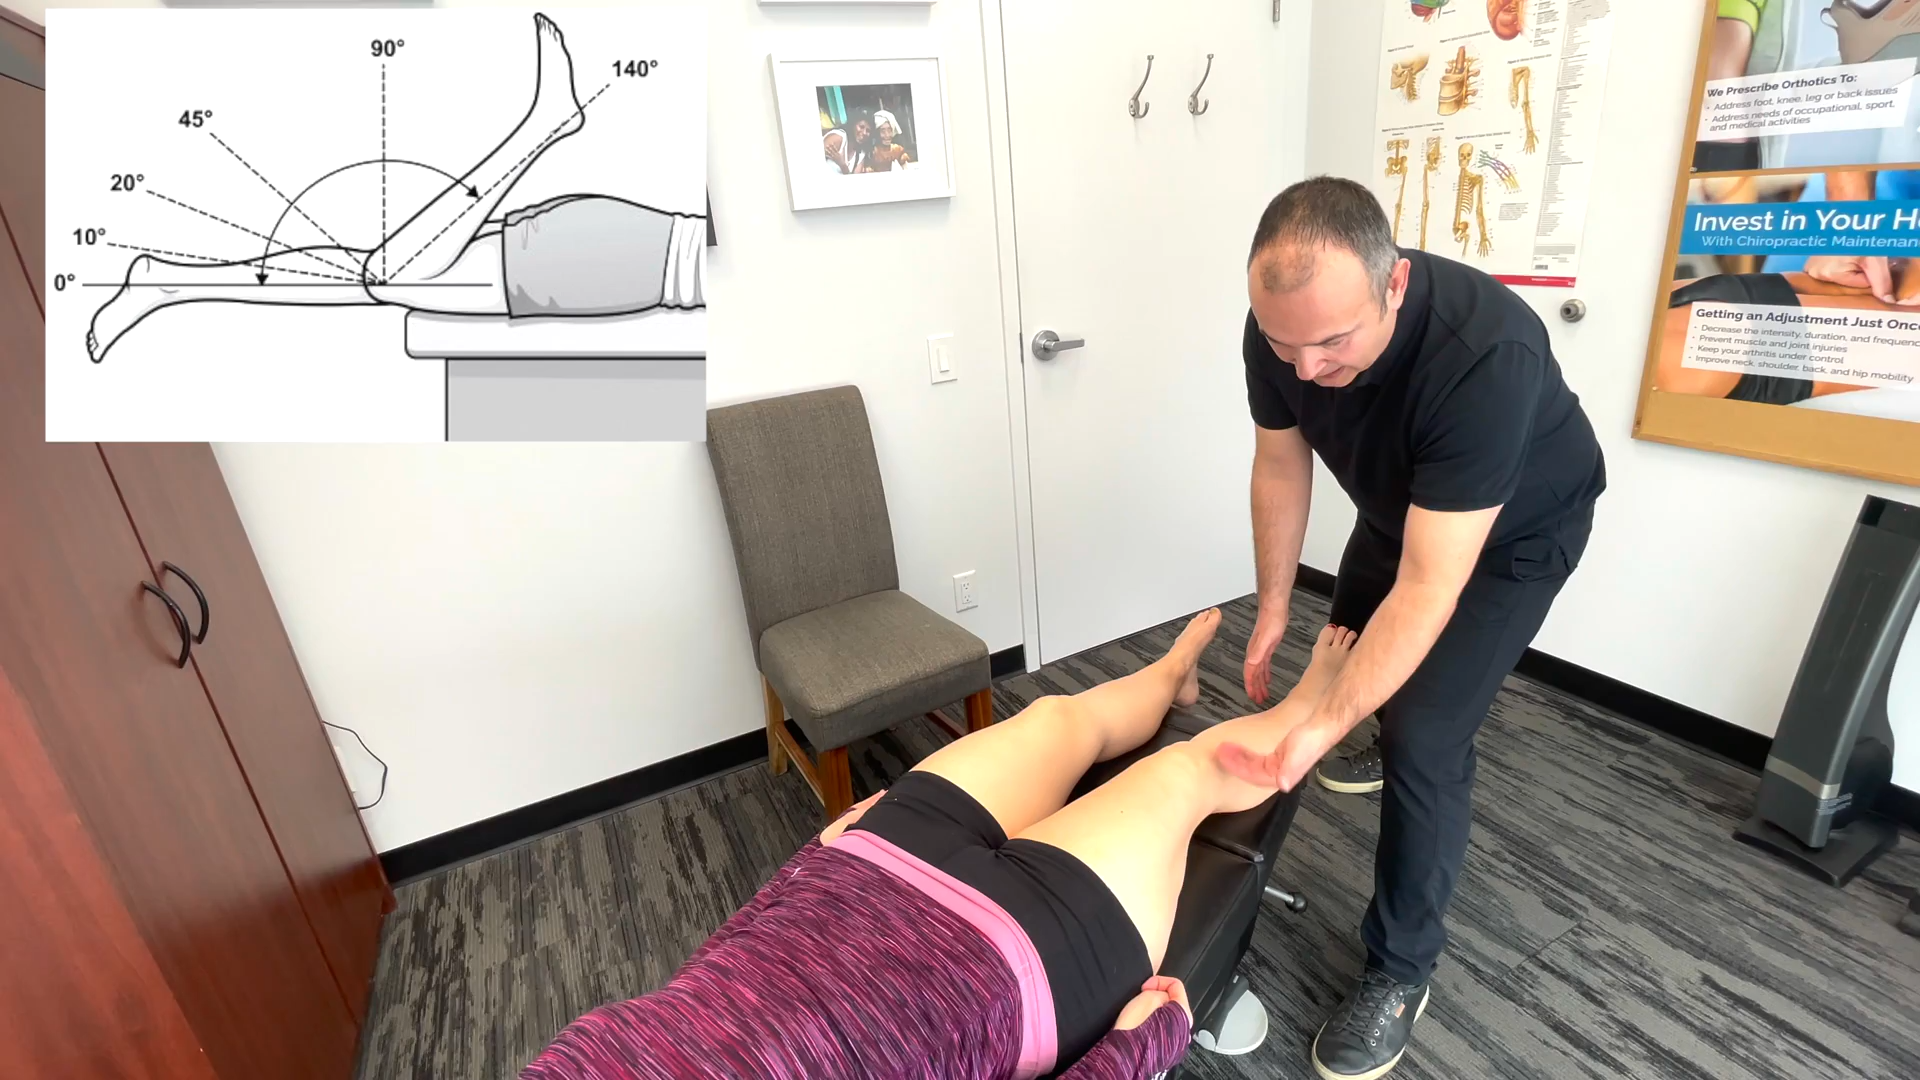 90°
140°
45°
20°
10°
0°
We Prescribe Orthotics To:
· Address foot, knee, leg or back issues
· Address needs of occupational, sport,
and medical activities
Invest in Your H
With Chiropractic Maintenan
Getting an Adjustment Just Onc
· Decrease the intensity, duration, and frequenc
· Prevent muscle and joint injuries
· Keep your arthritis under control
· Improve neck, shoulder, back, and hip mobility